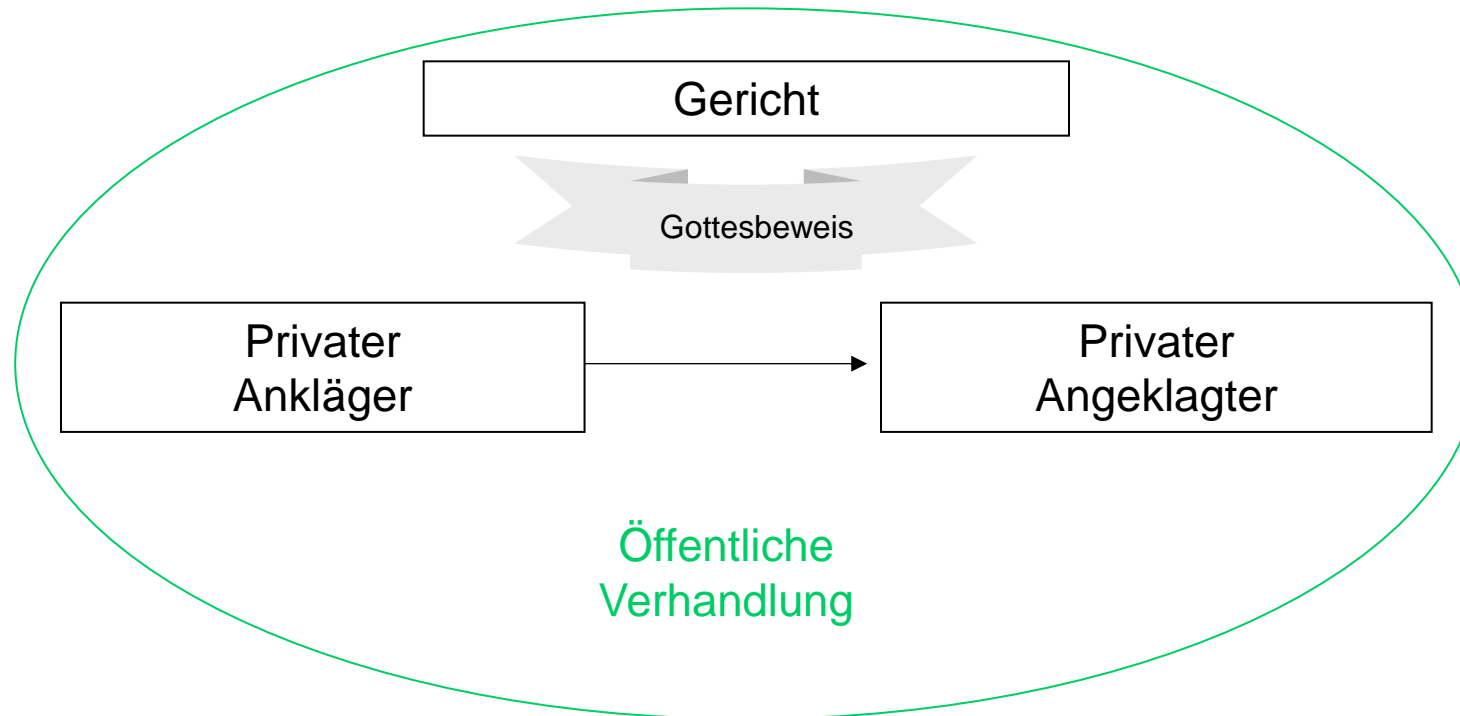 Gericht
Gottesbeweis
Privater
Ankläger
Privater
Angeklagter
Öffentliche
Verhandlung